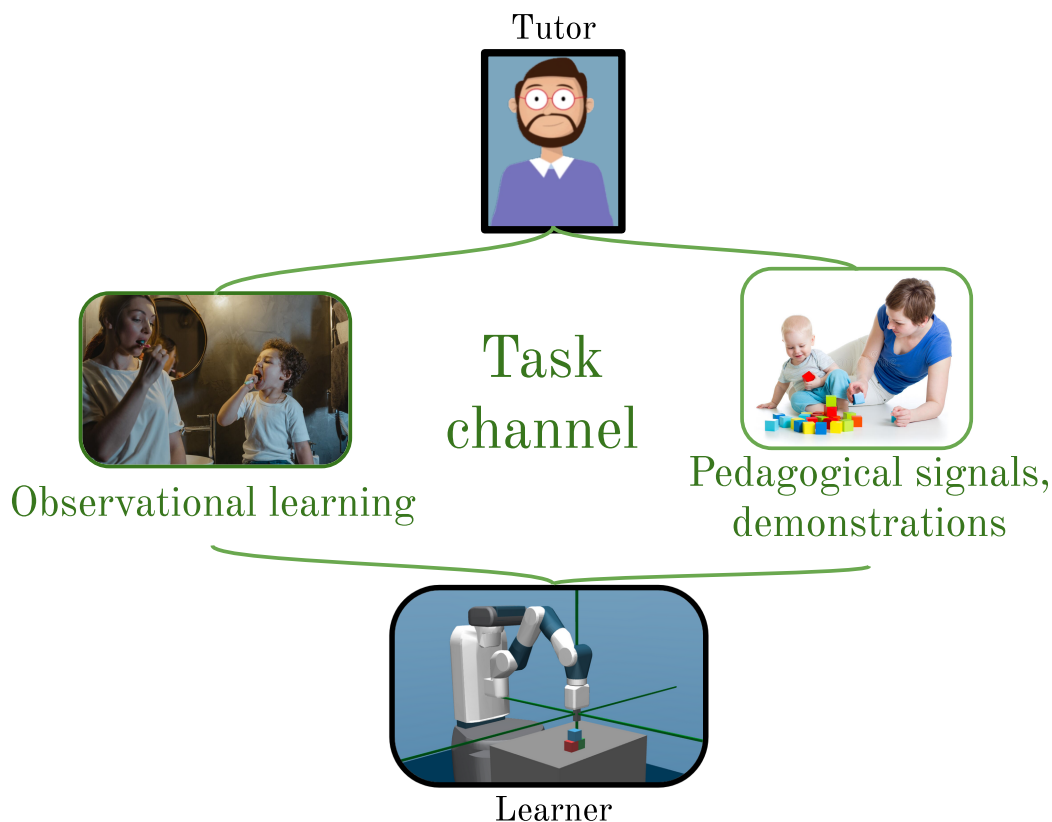 Tutor
Task
channel
Observational learning
Pedagogical signals,
demonstrations
Learner